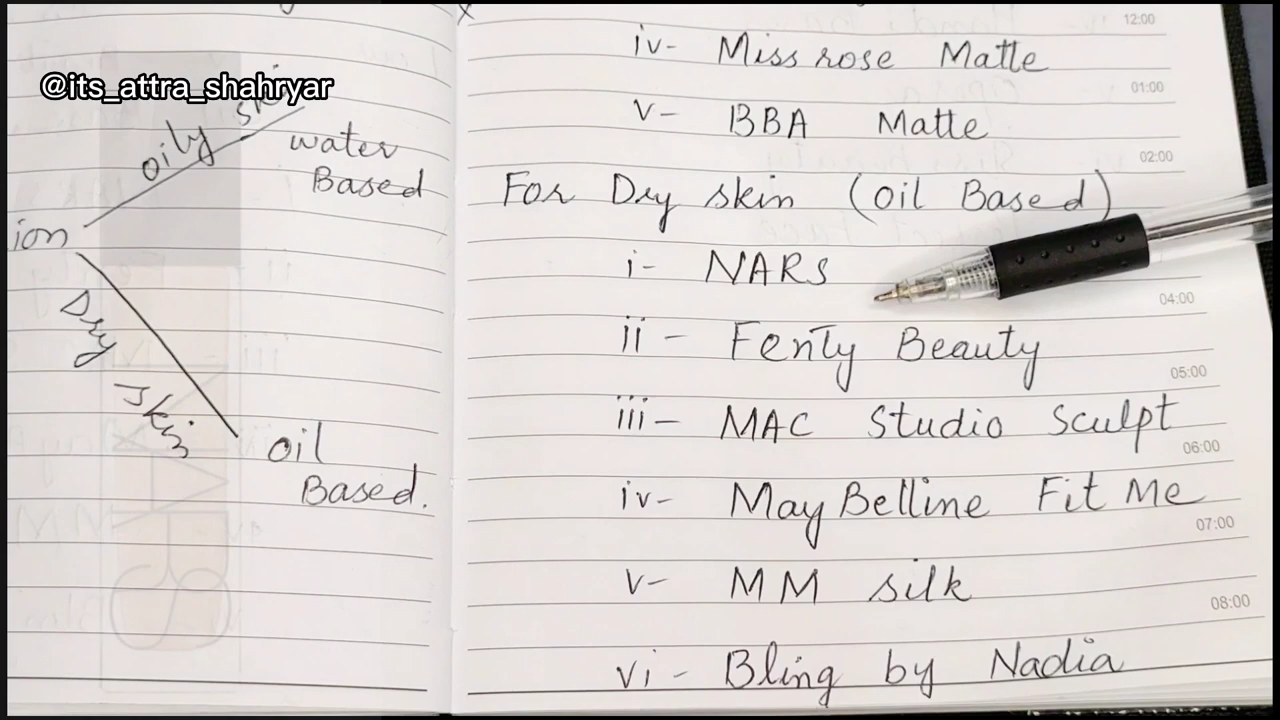 @its_attra_shahryar
oily skin
water
Based
ion
Dry skin
oil
Based.
12:00
iv- Miss rose Matte
01:00
v- BBA Matte
02:00
For Dry skin (oil Based)
i- NARS
04:00
ii- Fenty Beauty
05:00
iii- MAC Studio Sculpt
06:00
iv- MayBelline Fit Me
07:00
v- MM silk
08:00
vi- Bling by Nadia
NARS